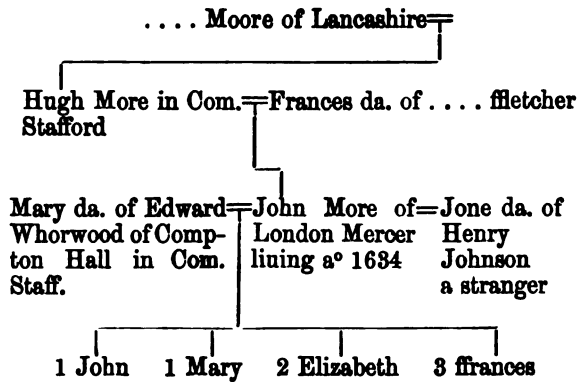 . . . . Moore of Lancashire=
Hugh More in Com.=Frances da. of . . . . ffletcher
Stafford
Mary da. of Edward=John More of=Jone da. of
Whorwood of Comp- London Mercer Henry
ton Hall in Com. liuing aº 1634 Johnson
Staff. a stranger
1 John 1 Mary 2 Elizabeth 3 ffrances